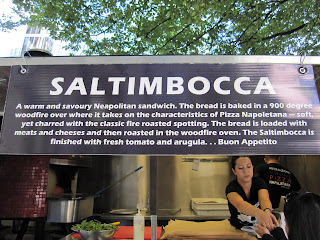 SALTIMBOCCA
A warm and savoury Neapolitan sandwich. The bread is baked in a 900 degree
woodfire over where it takes on the characteristics of Pizza Napoletana — soft,
yet charred with the classic fire roasted spotting. The bread is loaded with
meats and cheeses and then roasted in the woodfire oven. The Saltimbocca is
finished with fresh tomato and arugula. . . Buon Appetito
PIZZA